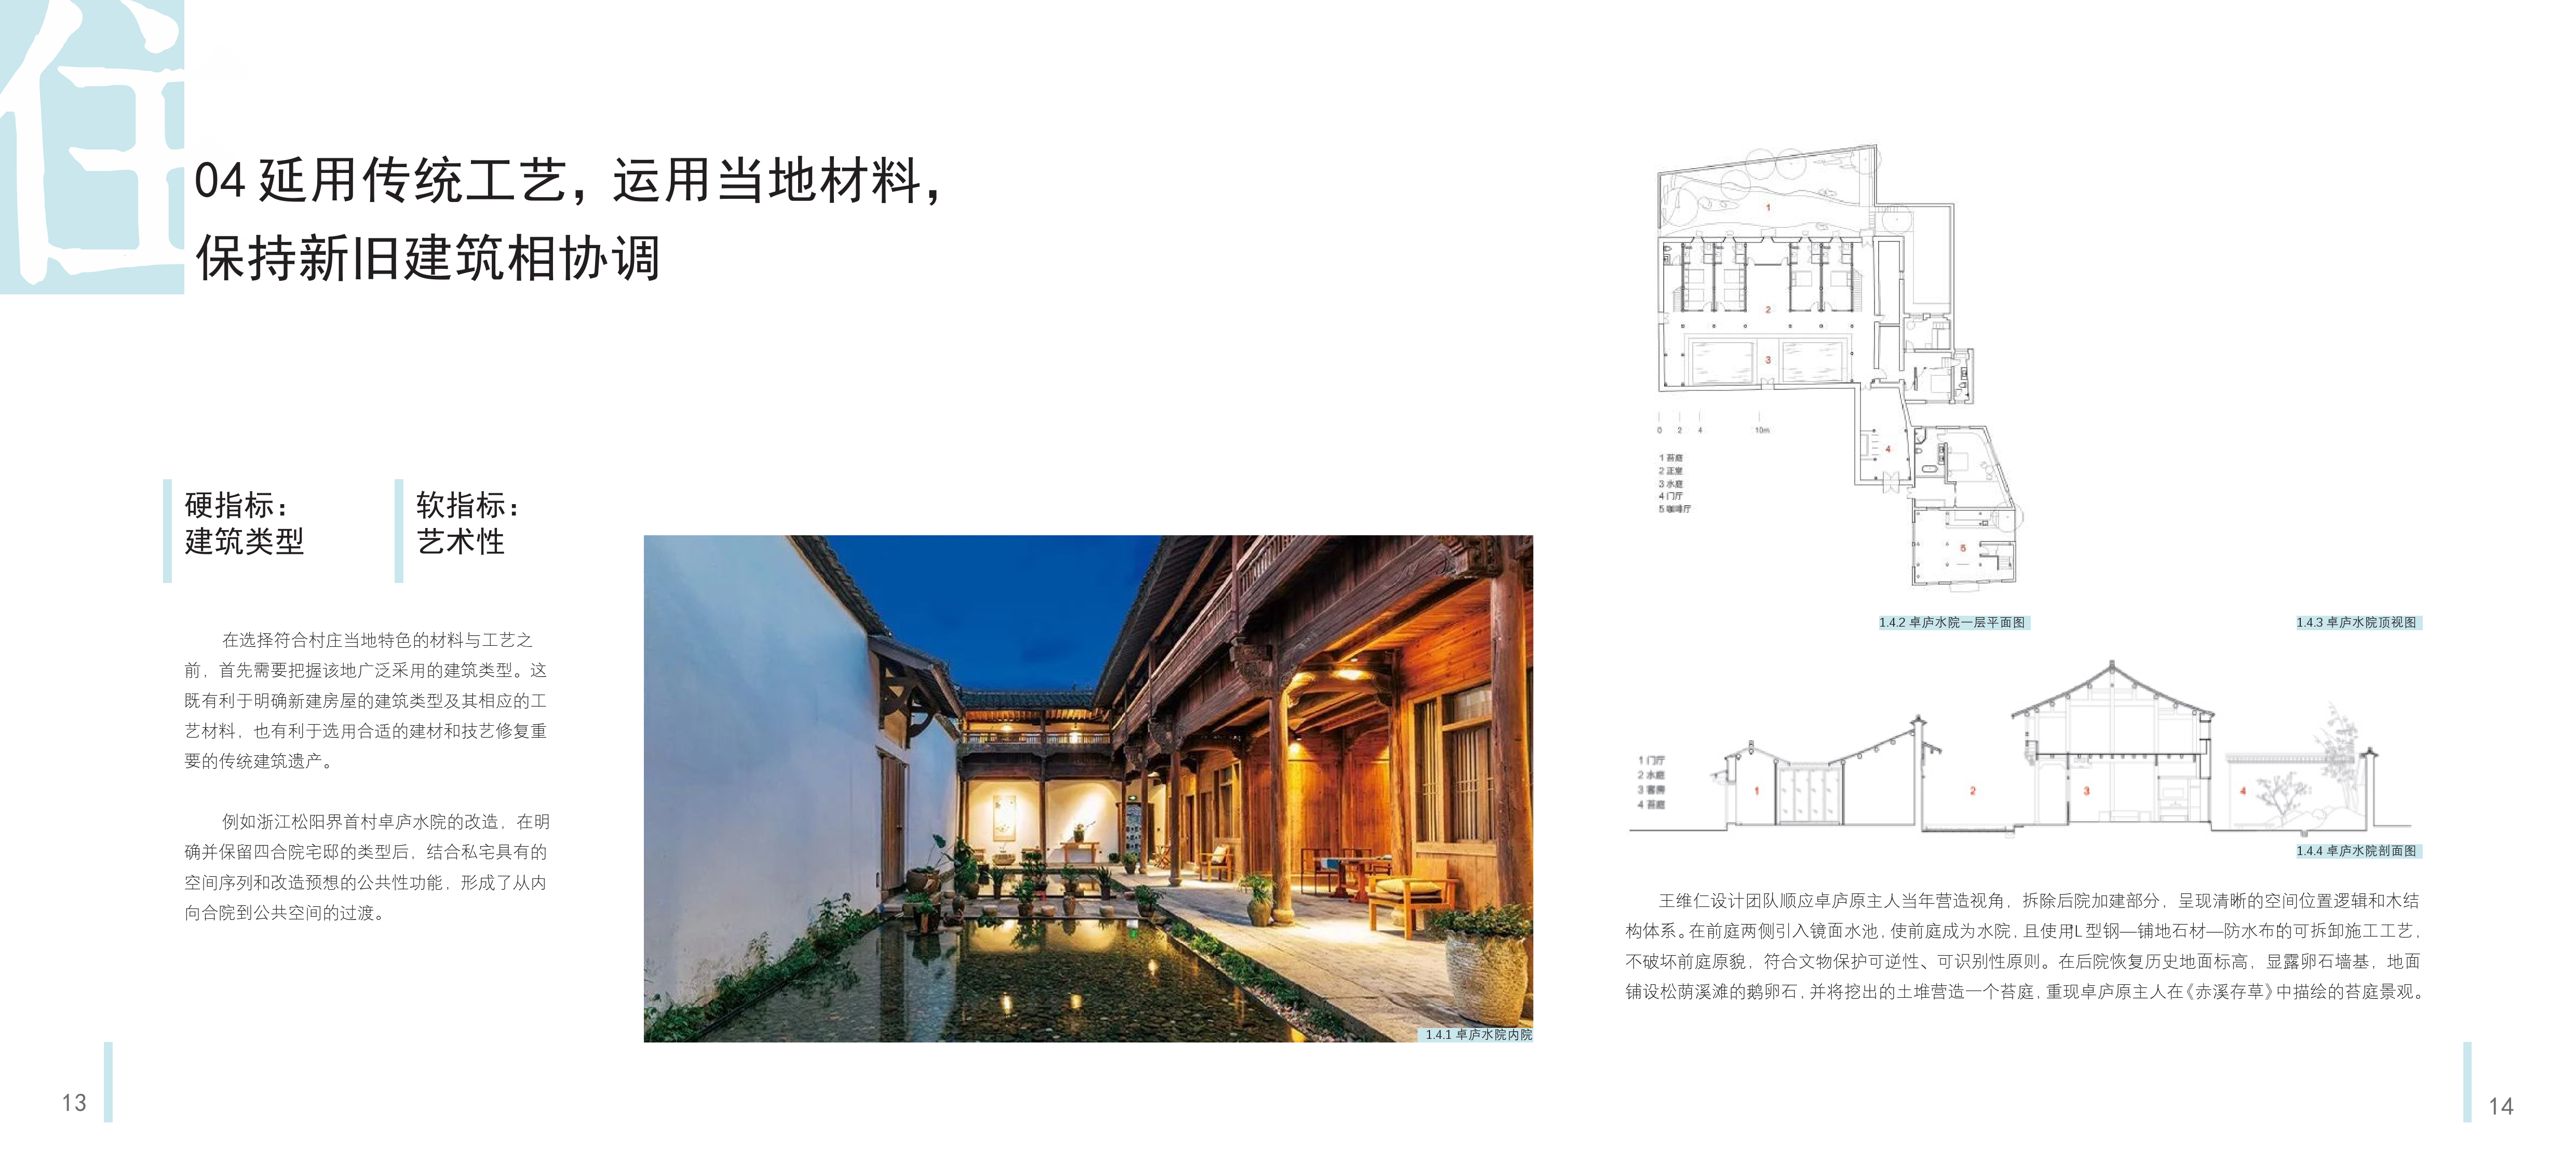 住
04 延用传统工艺，运用当地材料，
保持新旧建筑相协调
硬指标：
建筑类型
软指标：
艺术性
在选择符合村庄当地特色的材料与工艺之
前，首先需要把握该地广泛采用的建筑类型。这
既有利于明确新建房屋的建筑类型及其相应的工
艺材料，也有利于选用合适的建材和技艺修复重
要的传统建筑遗产。
例如浙江松阳界首村卓庐水院的改造，在明
确并保留四合院宅邸的类型后，结合私宅具有的
空间序列和改造预想的公共性功能，形成了从内
向合院到公共空间的过渡。
1.4.1 卓庐水院内院
13
1
2
3
4
5
0 2 4 10m
1 苔庭
2 正堂
3 水庭
4 门厅
5 咖啡厅
1.4.2 卓庐水院一层平面图
1.4.3 卓庐水院顶视图
1 门厅
2 水庭
3 客房
4 苔庭
1 2 3 4
1.4.4 卓庐水院剖面图
王维仁设计团队顺应卓庐原主人当年营造视角，拆除后院加建部分，呈现清晰的空间位置逻辑和木结
构体系。在前庭两侧引入镜面水池，使前庭成为水院，且使用L型钢—铺地石材—防水布的可拆卸施工工艺，
不破坏前庭原貌，符合文物保护可逆性、可识别性原则。在后院恢复历史地面标高，显露卵石墙基，地面
铺设松荫溪滩的鹅卵石，并将挖出的土堆营造一个苔庭，重现卓庐原主人在《赤溪存草》中描绘的苔庭景观。
14